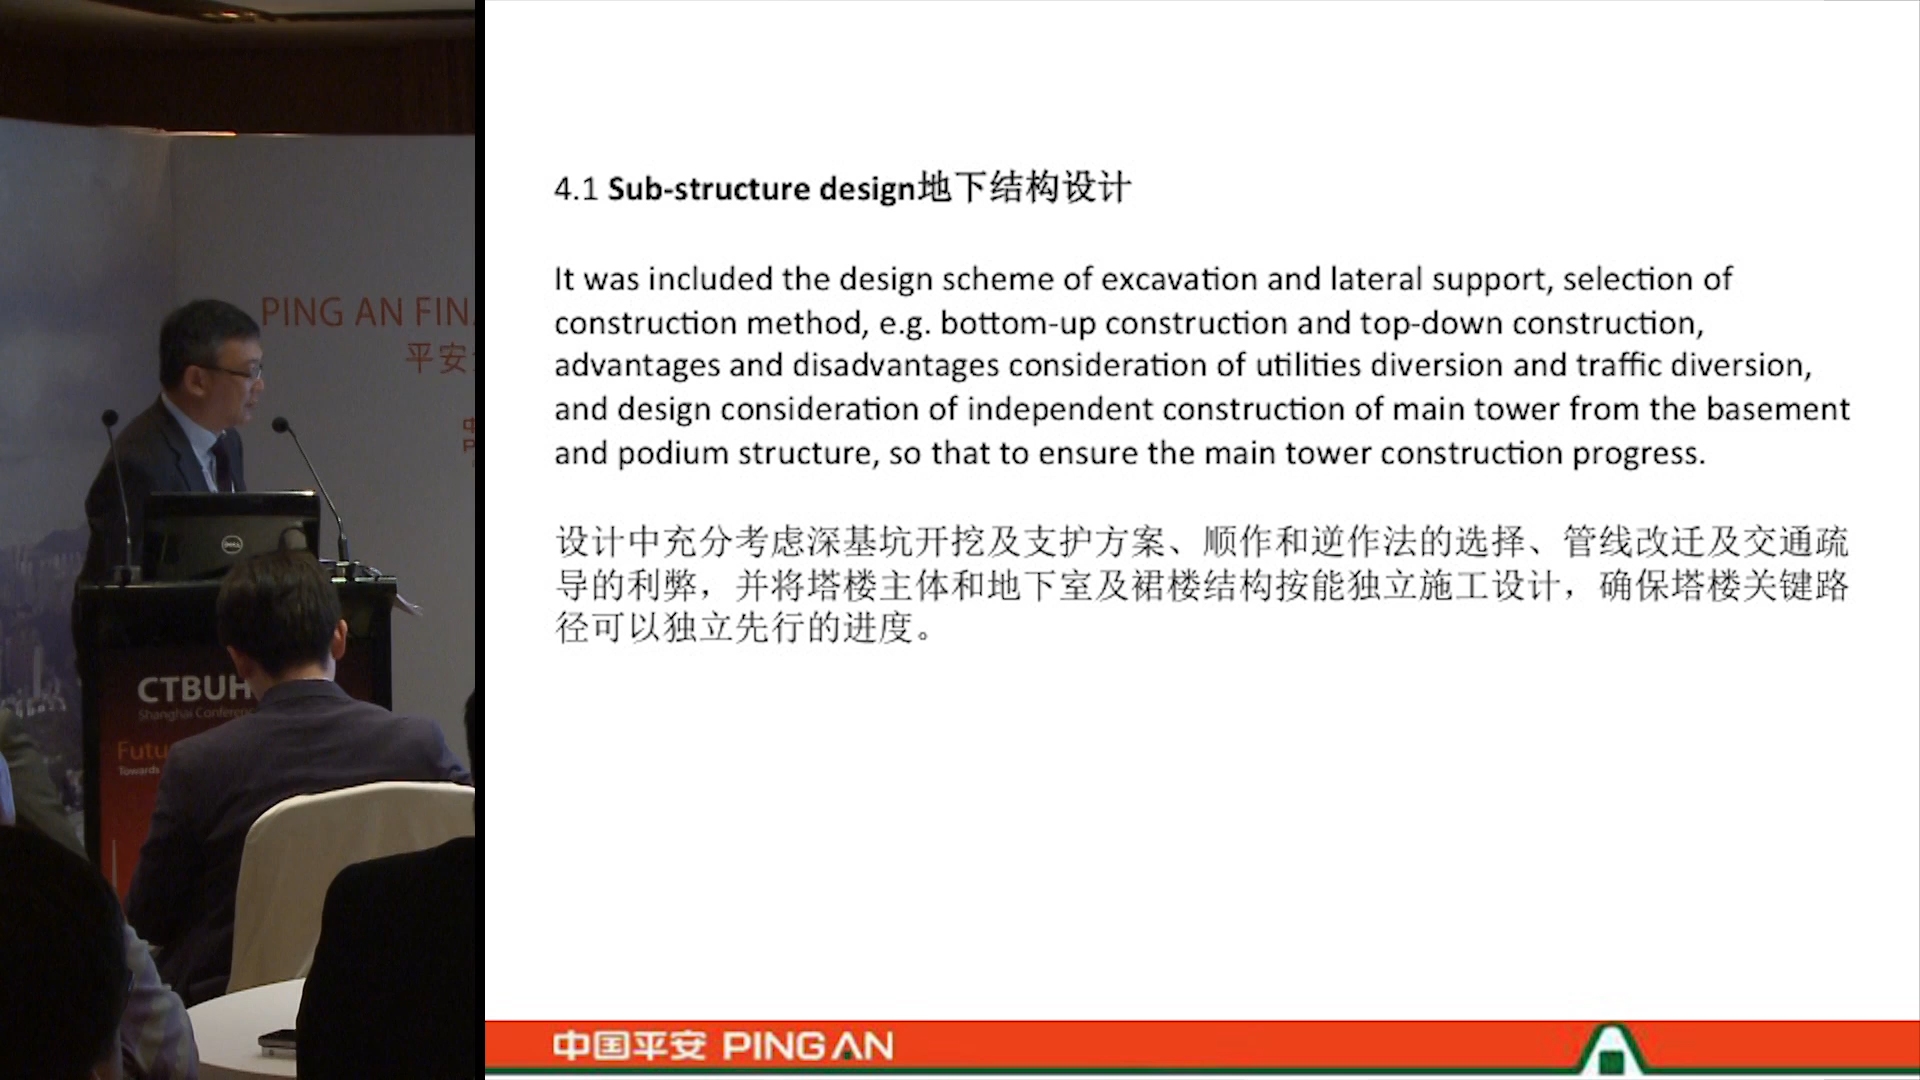 PING AN FIN
平安
DELL
CTBUH
Shanghai Conferenc
Futu
Towards
4.1 Sub-structure design地下结构设计
It was included the design scheme of excavation and lateral support, selection of
construction method, e.g. bottom-up construction and top-down construction,
advantages and disadvantages consideration of utilities diversion and traffic diversion,
and design consideration of independent construction of main tower from the basement
and podium structure, so that to ensure the main tower construction progress.
设计中充分考虑深基坑开挖及支护方案、顺作和逆作法的选择、管线改迁及交通疏
导的利弊，并将塔楼主体和地下室及裙楼结构按能独立施工设计，确保塔楼关键路
径可以独立先行的进度。
中国平安 PING AN